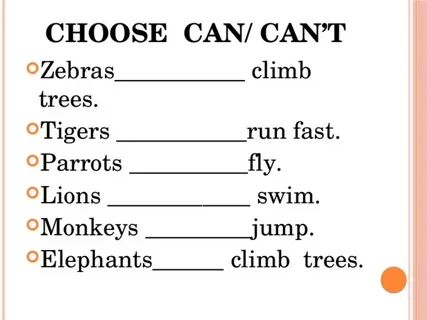 CHOOSE CAN/ CAN’T
Zebras___________ climb
trees.
Tigers ___________run fast.
Parrots __________fly.
Lions ____________ swim.
Monkeys _________jump.
Elephants______ climb trees.